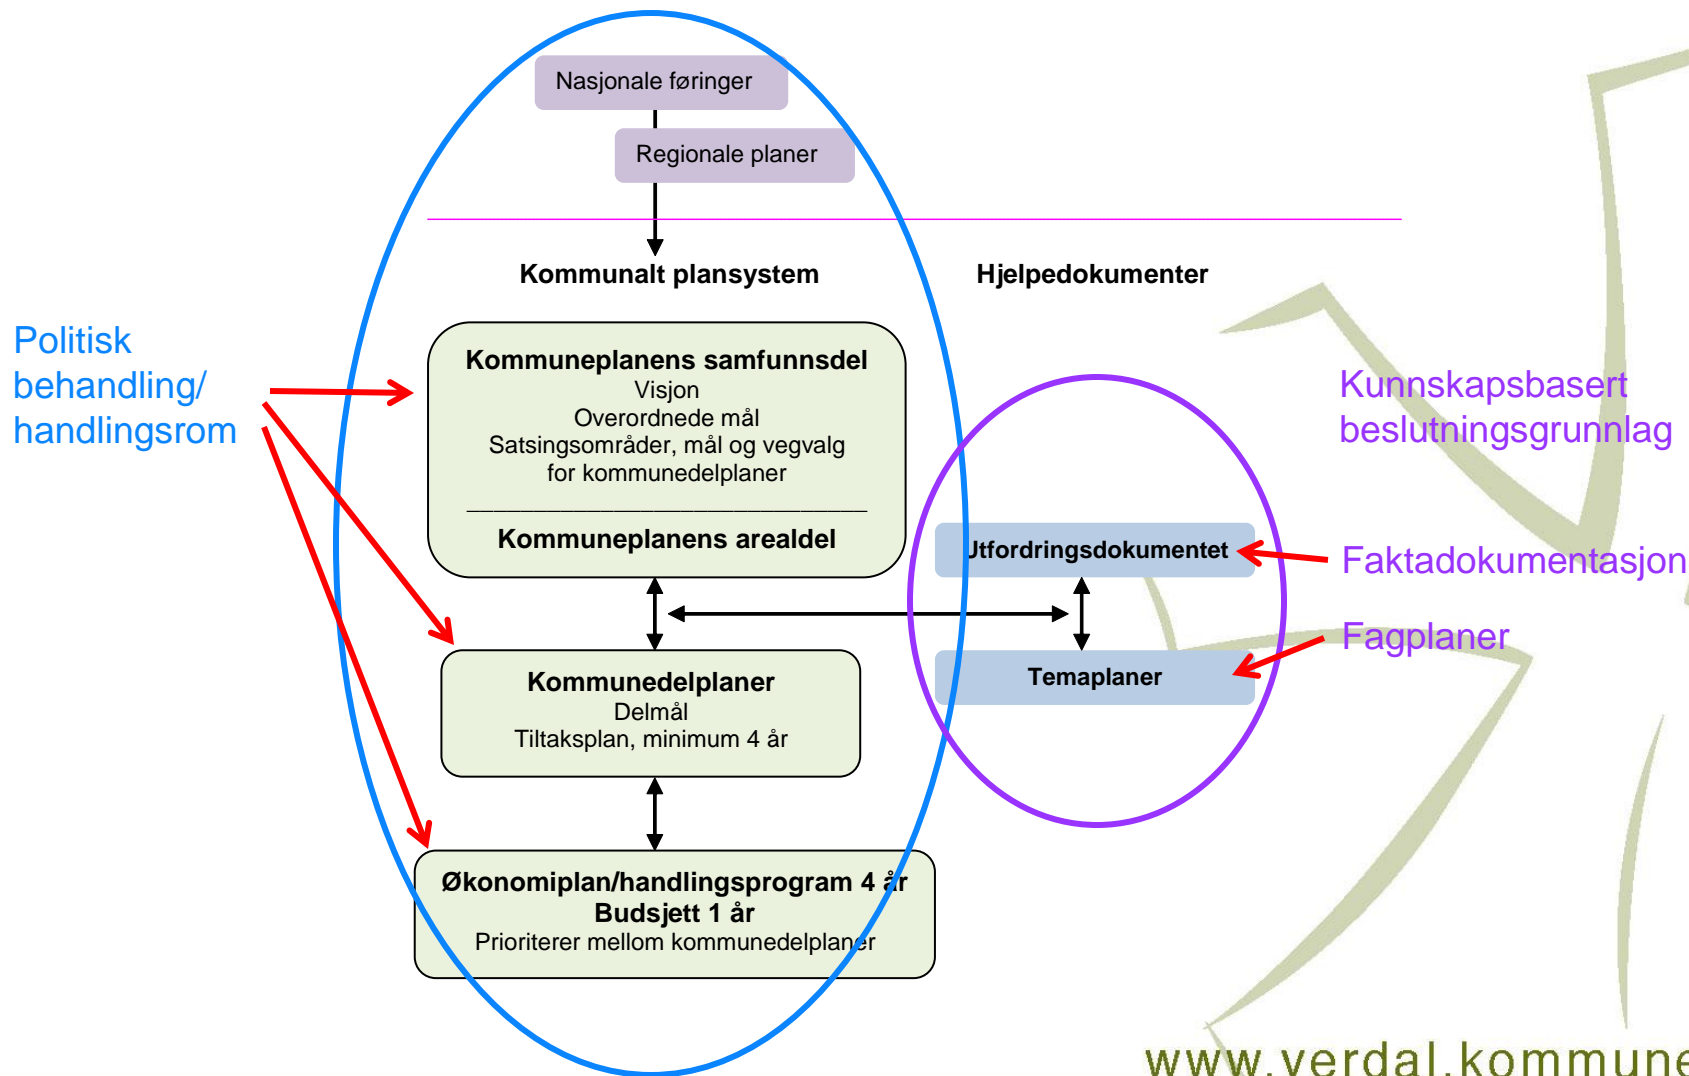 Nasjonale føringer
Regionale planer
Kommunalt plansystem
Hjelpedokumenter
Politisk
behandling/
handlingsrom
Kommuneplanens samfunnsdel
Visjon
Overordnede mål
Satsingsområder, mål og vegvalg
for kommunedelplaner
Kommuneplanens arealdel
Kunnskapsbasert
beslutningsgrunnlag
Utfordringsdokumentet
Faktadokumentasjon
Fagplaner
Temaplaner
Kommunedelplaner
Delmål
Tiltaksplan, minimum 4 år
Økonomiplan/handlingsprogram 4 år
Budsjett 1 år
Prioriterer mellom kommunedelplaner
www.verdal.kommune